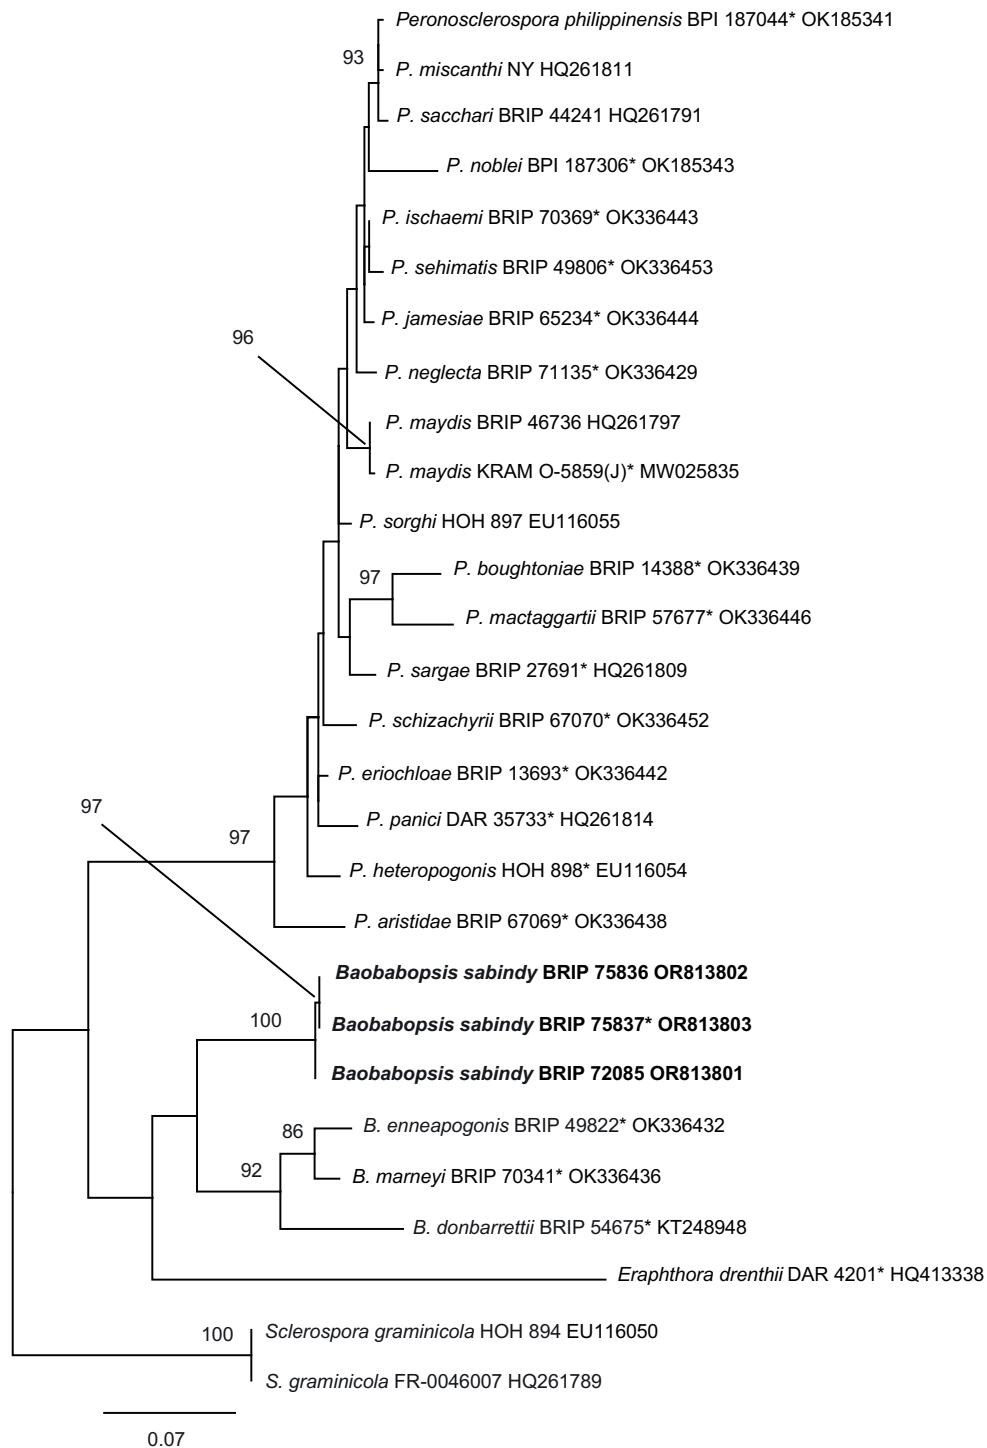 Peronosclerospora philippinensis BPI 187044* OK185341
93
P. miscanthi NY HQ261811
P. sacchari BRIP 44241 HQ261791
P. noblei BPI 187306* OK185343
P. ischaemi BRIP 70369* OK336443
P. sehimatis BRIP 49806* OK336453
P. jamesiae BRIP 65234* OK336444
96
P. neglecta BRIP 71135* OK336429
P. maydis BRIP 46736 HQ261797
P. maydis KRAM O-5859(J)* MW025835
P. sorghi HOH 897 EU116055
P. boughtoniae BRIP 14388* OK336439
97
P. mactaggartii BRIP 57677* OK336446
P. sargae BRIP 27691* HQ261809
P. schizachyrii BRIP 67070* OK336452
P. eriochloae BRIP 13693* OK336442
97
P. panici DAR 35733* HQ261814
97
P. heteropogonis HOH 898* EU116054
P. aristidae BRIP 67069* OK336438
Baobabopsis sabindy BRIP 75836 OR813802
100
Baobabopsis sabindy BRIP 75837* OR813803
Baobabopsis sabindy BRIP 72085 OR813801
B. enneapogonis BRIP 49822* OK336432
86
92
B. marneyi BRIP 70341* OK336436
B. donbarrettii BRIP 54675* KT248948
Eraphthora drenthii DAR 4201* HQ413338
100
Sclerospora graminicola HOH 894 EU116050
S. graminicola FR-0046007 HQ261789
0.07